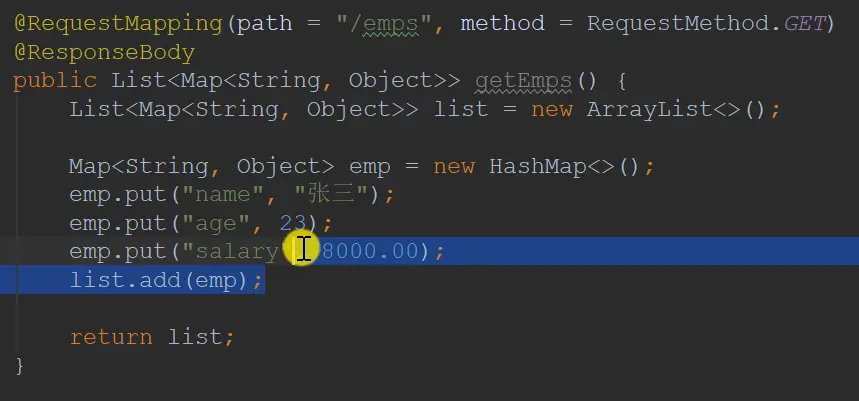 @RequestMapping(path = "/emps", method = RequestMethod.GET)
@ResponseBody
public List<Map<String, Object>> getEmps() {
List<Map<String, Object>> list = new ArrayList<>();
Map<String, Object> emp = new HashMap<>();
emp.put("name", "张三");
emp.put("age", 23);
emp.put("salary", 8000.00);
list.add(emp);
return list;
}